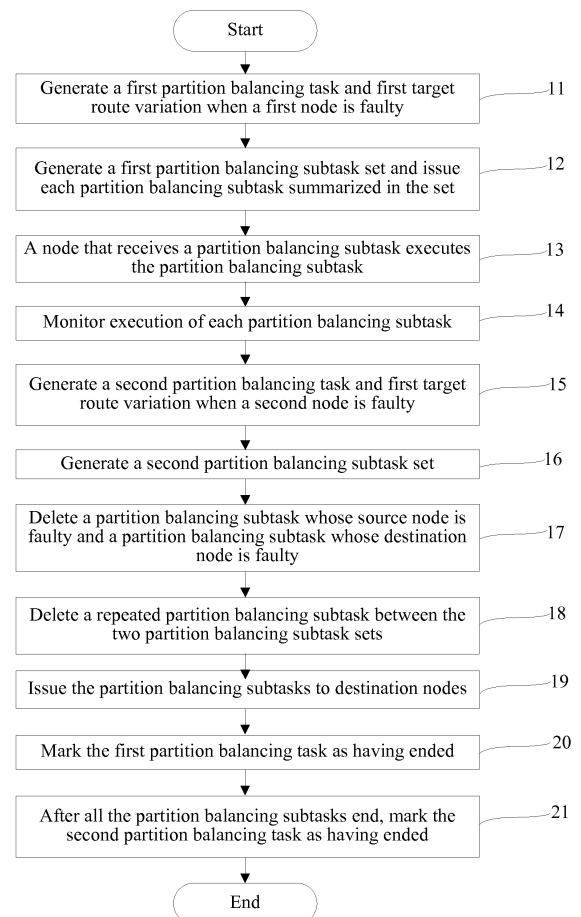 Start
Generate a first partition balancing task and first target
route variation when a first node is faulty
11
Generate a first partition balancing subtask set and issue
each partition balancing subtask summarized in the set
12
A node that receives a partition balancing subtask executes
the partition balancing subtask
13
Monitor execution of each partition balancing subtask
14
Generate a second partition balancing task and first target
route variation when a second node is faulty
15
Generate a second partition balancing subtask set
16
Delete a partition balancing subtask whose source node is
faulty and a partition balancing subtask whose destination
node is faulty
17
Delete a repeated partition balancing subtask between the
two partition balancing subtask sets
18
Issue the partition balancing subtasks to destination nodes
19
Mark the first partition balancing task as having ended
20
After all the partition balancing subtasks end, mark the
second partition balancing task as having ended
21
End